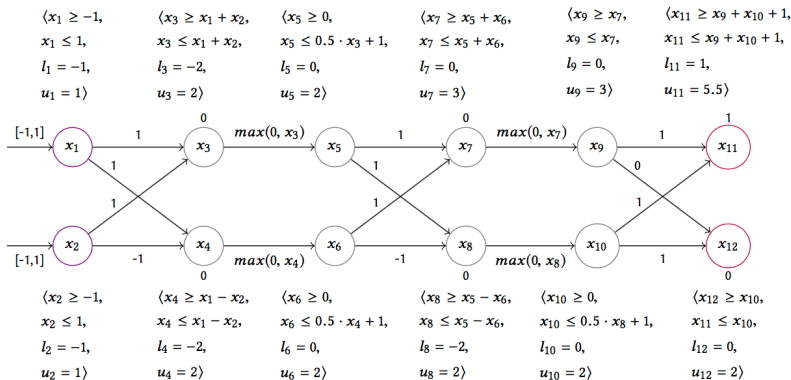 ⟨x₁ ≥ −1,
x₁ ≤ 1,
l₁ = −1,
u₁ = 1⟩
⟨x₃ ≥ x₁ + x₂,
x₃ ≤ x₁ + x₂,
l₃ = −2,
u₃ = 2⟩
⟨x₅ ≥ 0,
x₅ ≤ 0.5 · x₃ + 1,
l₅ = 0,
u₅ = 2⟩
⟨x₇ ≥ x₅ + x₆,
x₇ ≤ x₅ + x₆,
l₇ = 0,
u₇ = 3⟩
⟨x₉ ≥ x₇,
x₉ ≤ x₇,
l₉ = 0,
u₉ = 3⟩
⟨x₁₁ ≥ x₉ + x₁₀ + 1,
x₁₁ ≤ x₉ + x₁₀ + 1,
l₁₁ = 1,
u₁₁ = 5.5⟩
0
0
1
[-1,1]
x₁
1
x₃
max(0, x₃)
x₅
1
x₇
max(0, x₇)
x₉
1
x₁₁
1
1
0
1
1
1
[-1,1]
x₂
-1
x₄
max(0, x₄)
x₆
-1
x₈
max(0, x₈)
x₁₀
1
x₁₂
0
0
0
⟨x₂ ≥ −1,
x₂ ≤ 1,
l₂ = −1,
u₂ = 1⟩
⟨x₄ ≥ x₁ − x₂,
x₄ ≤ x₁ − x₂,
l₄ = −2,
u₄ = 2⟩
⟨x₆ ≥ 0,
x₆ ≤ 0.5 · x₄ + 1,
l₆ = 0,
u₆ = 2⟩
⟨x₈ ≥ x₅ − x₆,
x₈ ≤ x₅ − x₆,
l₈ = −2,
u₈ = 2⟩
⟨x₁₀ ≥ 0,
x₁₀ ≤ 0.5 · x₈ + 1,
l₁₀ = 0,
u₁₀ = 2⟩
⟨x₁₂ ≥ x₁₀,
x₁₁ ≤ x₁₀,
l₁₂ = 0,
u₁₂ = 2⟩